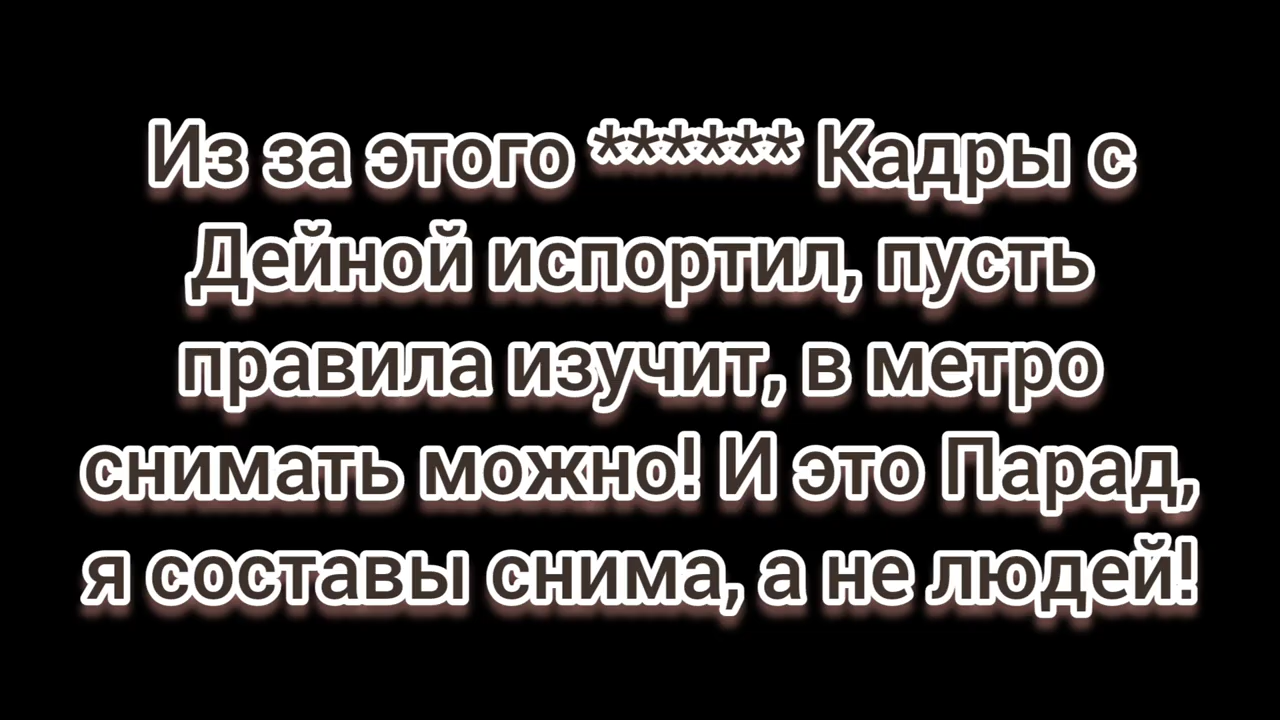 Из за этого ****** Кадры с
Дейной испортил, пусть
правила изучит, в метро
снимать можно! И это Парад,
я составы снима, а не людей!